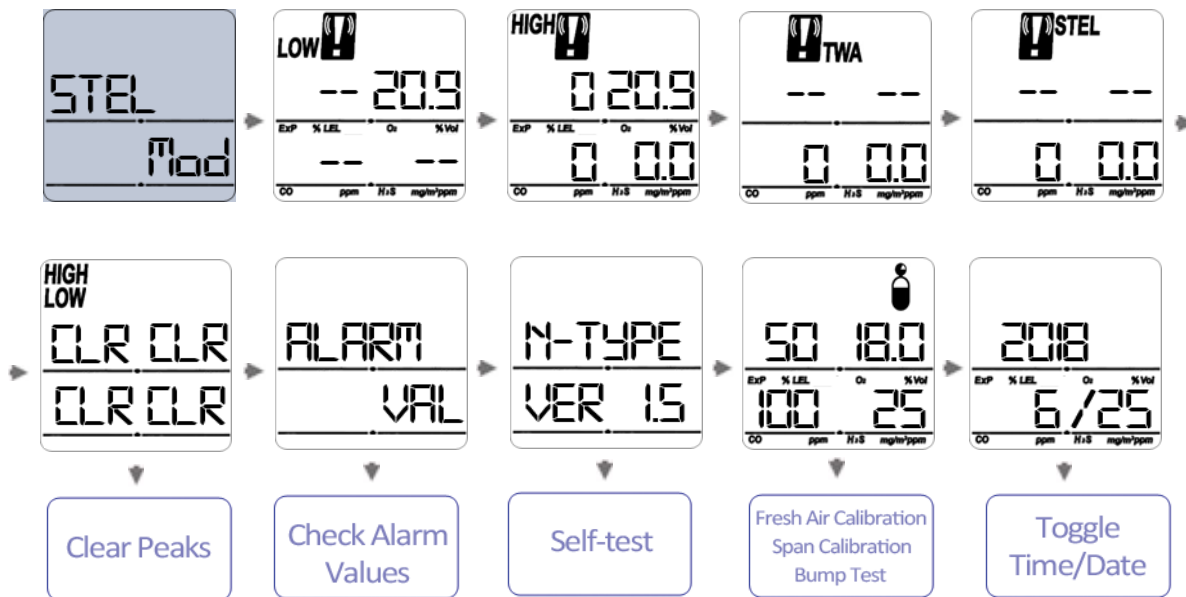 STEL
Mod
LOW
-- 20.9
ExP % LEL O₂ % Vol
-- --
CO ppm H₂S mg/m³ppm
HIGH
0 20.9
ExP % LEL O₂ % Vol
0 0.0
CO ppm H₂S mg/m³ppm
TWA
-- --
0 0.0
CO ppm H₂S mg/m³ppm
STEL
-- --
0 0.0
CO ppm H₂S mg/m³ppm
HIGH
LOW
CLR CLR
CLR CLR
ALARM
VAL
N-TYPE
VER 1.5
50 18.0
ExP % LEL O₂ % Vol
100 25
CO ppm H₂S mg/m³ppm
2018
ExP % LEL O₂ % Vol
6/25
CO ppm H₂S mg/m³ppm
Clear Peaks
Check Alarm
Values
Self-test
Fresh Air Calibration
Span Calibration
Bump Test
Toggle
Time/Date